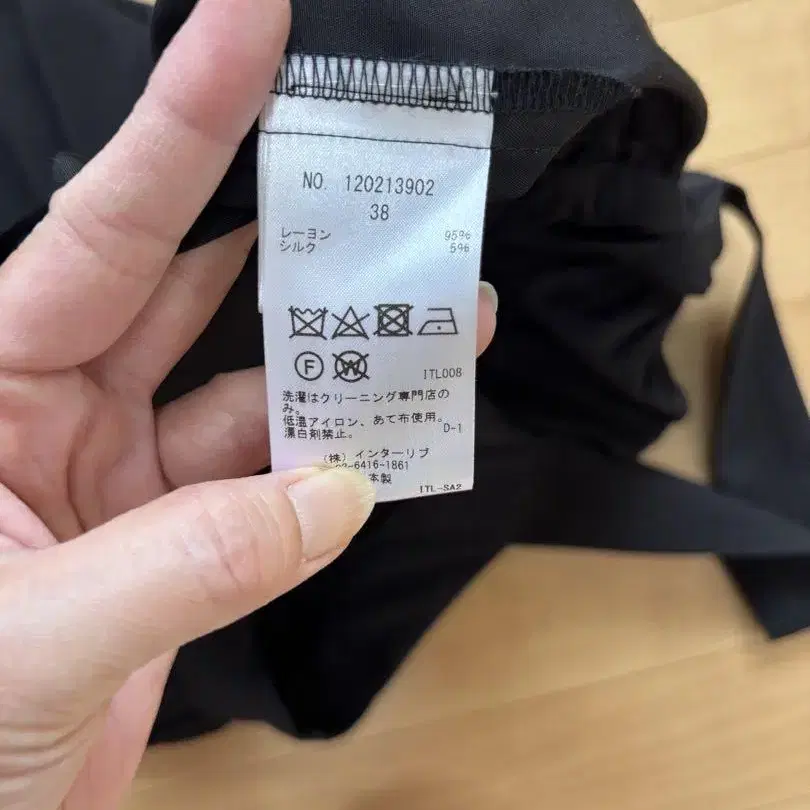 NO. 120213902
38
レーヨン 95%
シルク 5%
F W
ITL008
洗濯はクリーニング専門店の
み。
低温アイロン、あて布使用。
漂白剤禁止。
D-1
(株) インターリブ
-6416-1861
本製
ITL-SA2